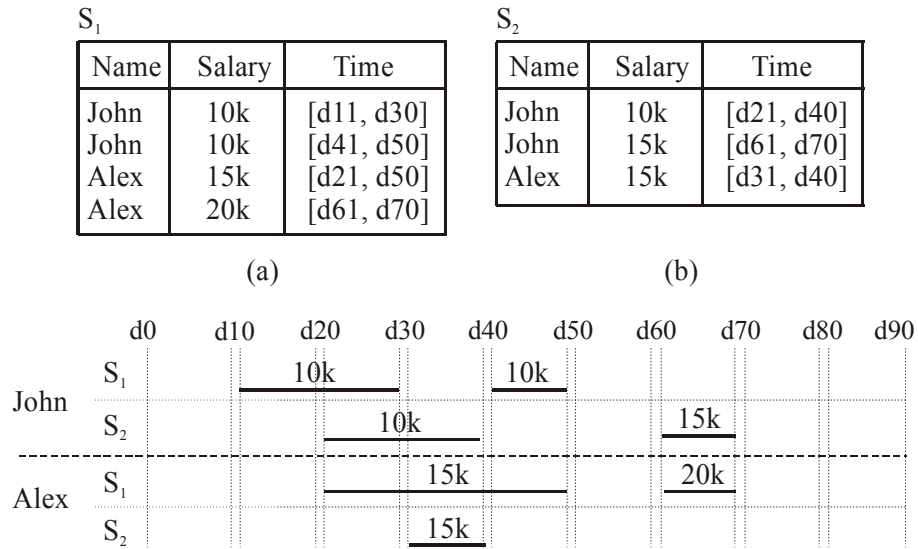 S1 S2
Name Salary Time Name Salary Time
John 10k [d11, d30] John 10k [d21, d40]
John 10k [d41, d50] John 15k [d61, d70]
Alex 15k [d21, d50] Alex 15k [d31, d40]
Alex 20k [d61, d70]
(a) (b)
d0 d10 d20 d30 d40 d50 d60 d70 d80 d90
S1 10k 10k
John
S2 10k 15k
S1 15k 20k
Alex
S2 15k